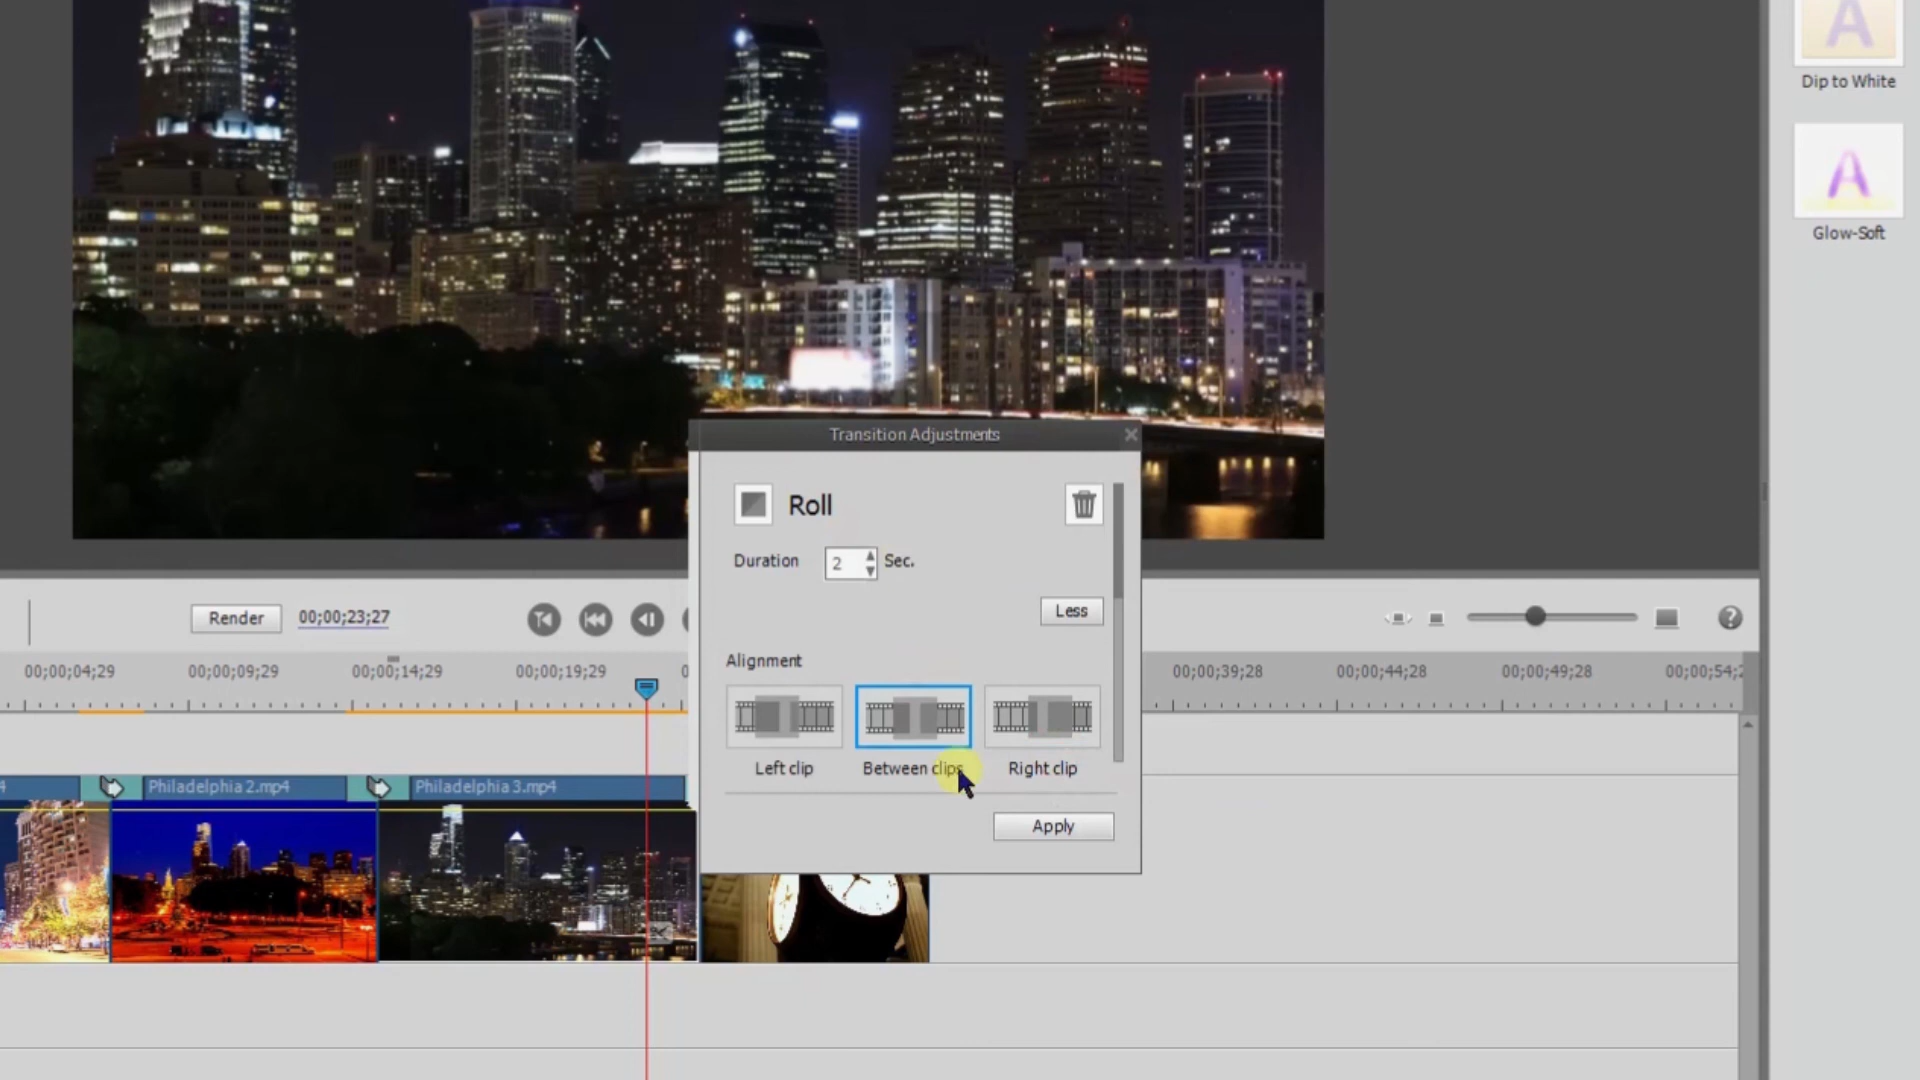 A
Dip to White
A
Glow-Soft
Transition Adjustments
Roll
Duration 2 Sec.
Less
Render 00;00;23;27
00;00;04;29 00;00;09;29 00;00;14;29 00;00;19;29 00;00;39;28 00;00;44;28 00;00;49;28 00;00;54;2
Alignment
Left clip Between clips Right clip
4 Philadelphia 2.mp4 Philadelphia 3.mp4
Apply